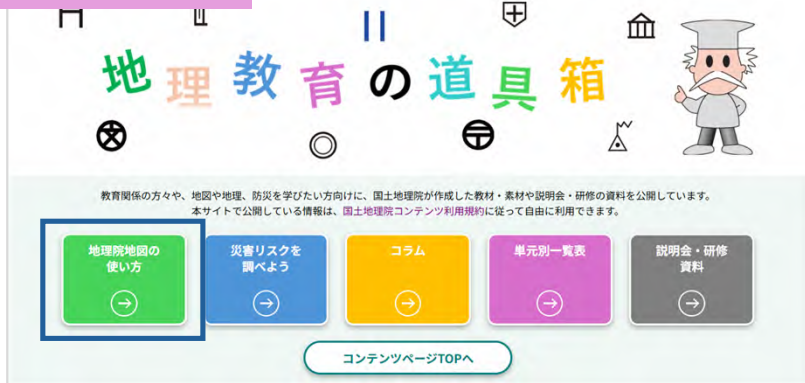 地理教育の道具箱
教育関係の方々や、地図や地理、防災を学びたい方向けに、国土地理院が作成した教材・素材や説明会・研修の資料を公開しています。
本サイトで公開している情報は、国土地理院コンテンツ利用規約に従って自由に利用できます。
地理院地図の
使い方
災害リスクを
調べよう
コラム
単元別一覧表
説明会・研修
資料
コンテンツページTOPへ